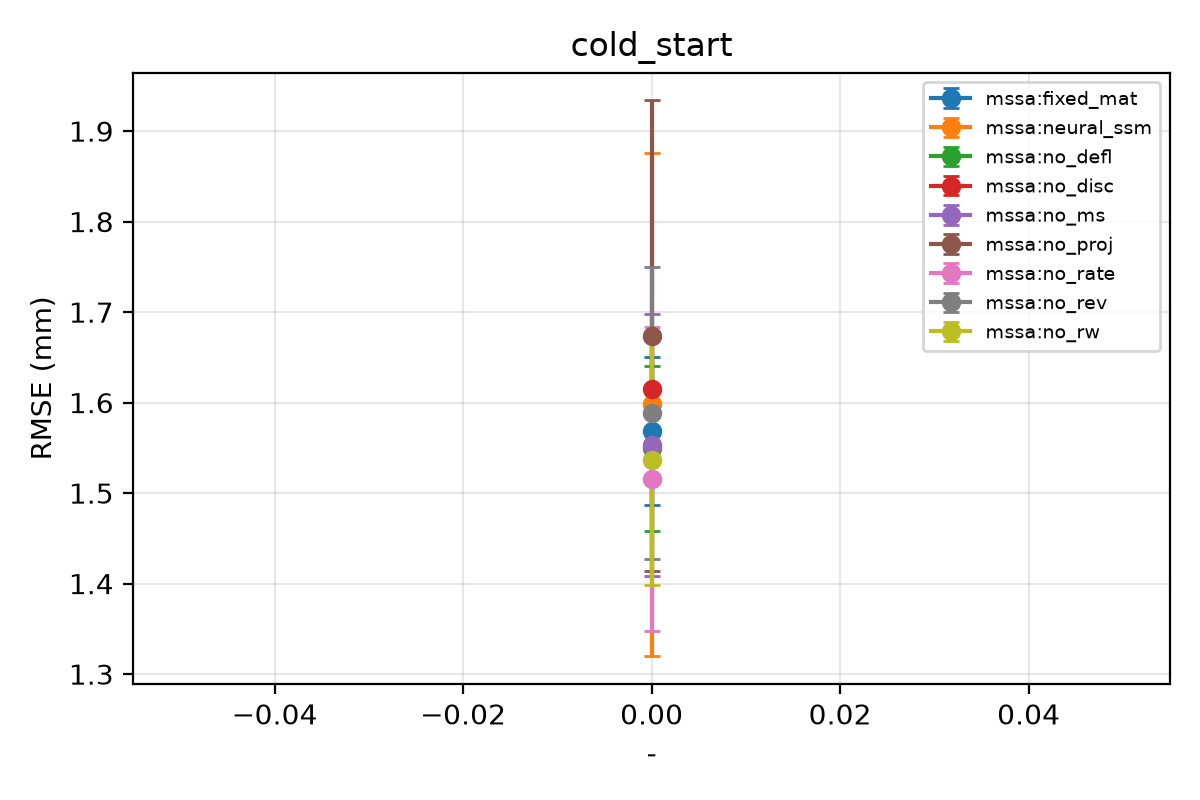 cold_start
RMSE (mm)
1.9
1.8
1.7
1.6
1.5
1.4
1.3
mssa:fixed_mat
mssa:neural_ssm
mssa:no_defl
mssa:no_disc
mssa:no_ms
mssa:no_proj
mssa:no_rate
mssa:no_rev
mssa:no_rw
−0.04 −0.02 0.00 0.02 0.04
-